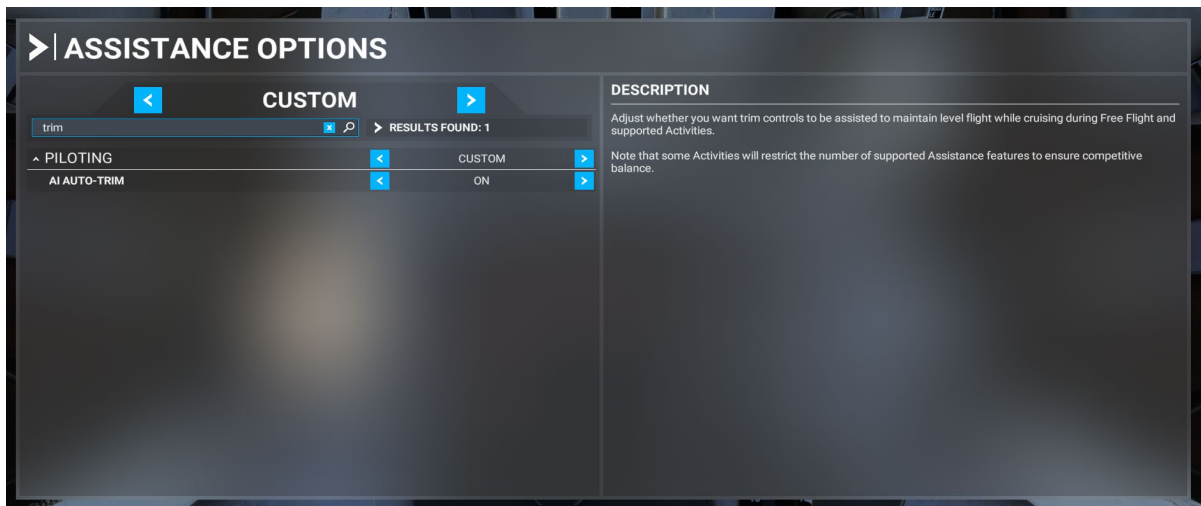 ASSISTANCE OPTIONS
CUSTOM
trim
RESULTS FOUND: 1
PILOTING CUSTOM
AI AUTO-TRIM ON
DESCRIPTION
Adjust whether you want trim controls to be assisted to maintain level flight while cruising during Free Flight and
supported Activities.
Note that some Activities will restrict the number of supported Assistance features to ensure competitive
balance.